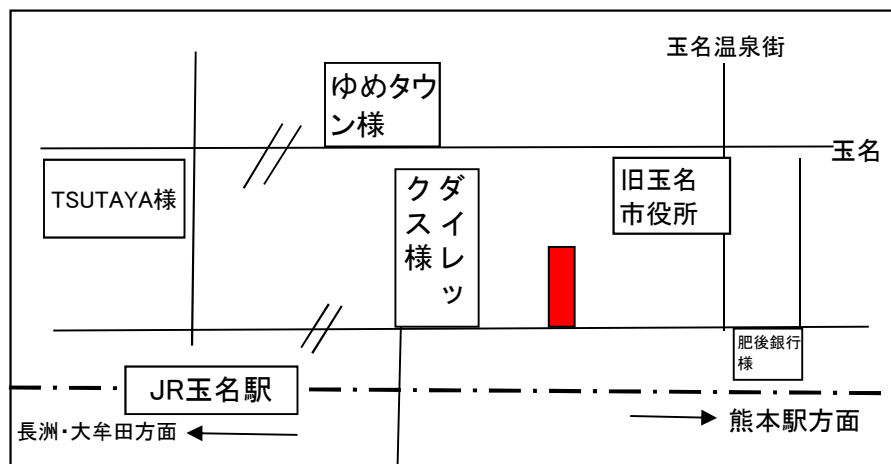 玉名温泉街
ゆめタウ
ン様
玉名
TSUTAYA様
ダイレッ
クス様
旧玉名
市役所
肥後銀行
様
JR玉名駅
長洲・大牟田方面
熊本駅方面